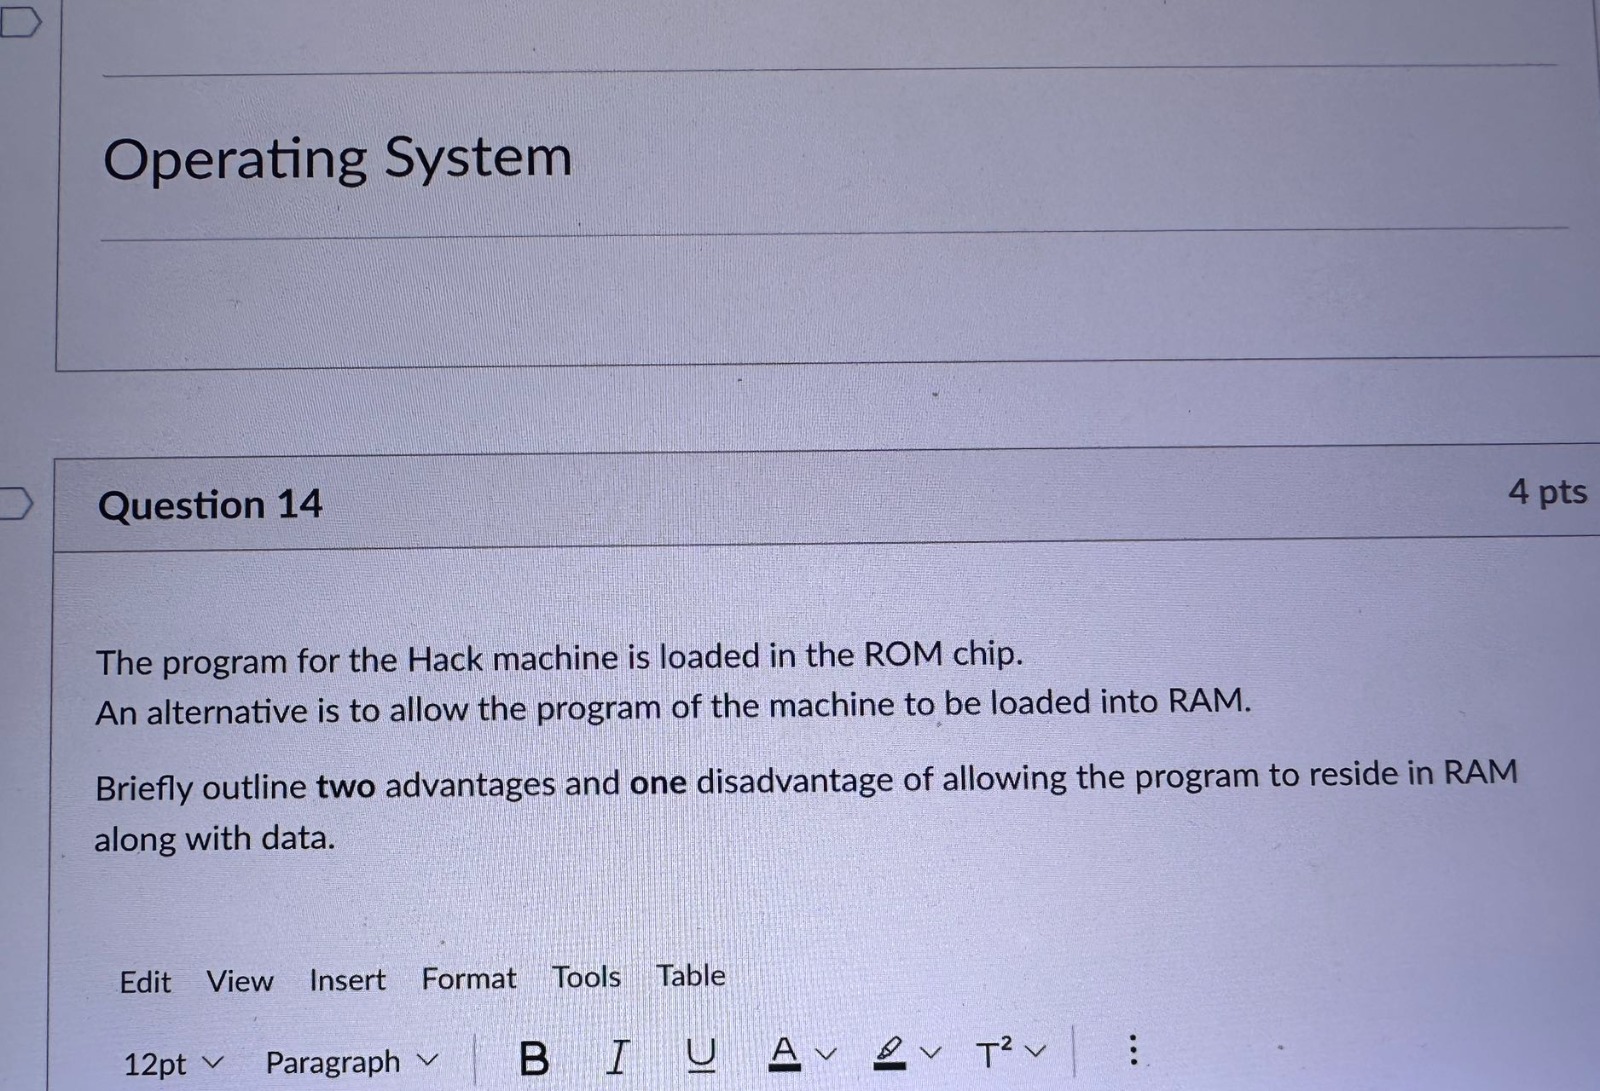 Operating System
Question 14
4 pts
The program for the Hack machine is loaded in the ROM chip.
An alternative is to allow the program of the machine to be loaded into RAM.
Briefly outline two advantages and one disadvantage of allowing the program to reside in RAM
along with data.
Edit View Insert Format Tools Table
12pt Paragraph B I U A T²